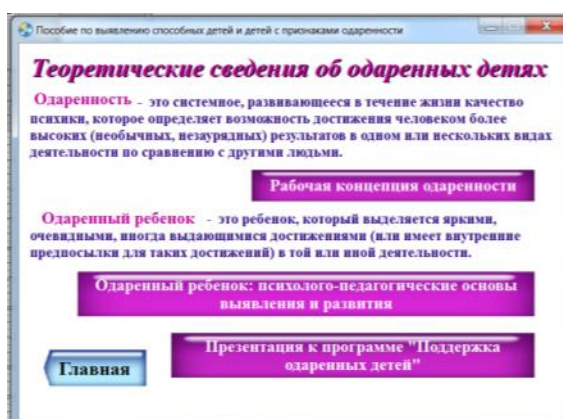 Пособие по выявлению способных детей и детей с признаками одаренности
Теоретические сведения об одаренных детях
Одаренность - это системное, развивающееся в течение жизни качество
психики, которое определяет возможность достижения человеком более
высоких (необычных, незаурядных) результатов в одном или нескольких видах
деятельности по сравнению с другими людьми.
Рабочая концепция одаренности
Одаренный ребенок - это ребенок, который выделяется яркими,
очевидными, иногда выдающимися достижениями (или имеет внутренние
предпосылки для таких достижений) в той или иной деятельности.
Одаренный ребенок: психолого-педагогические основы
выявления и развития
Презентация к программе "Поддержка
одаренных детей"
Главная